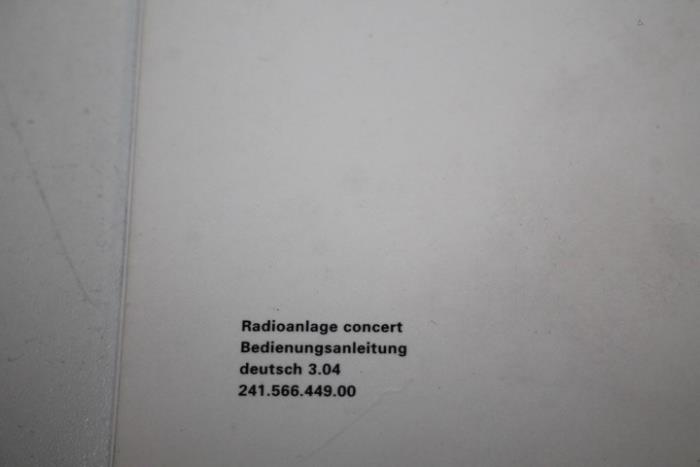 Radioanlage concert
Bedienungsanleitung
deutsch 3.04
241.566.449.00